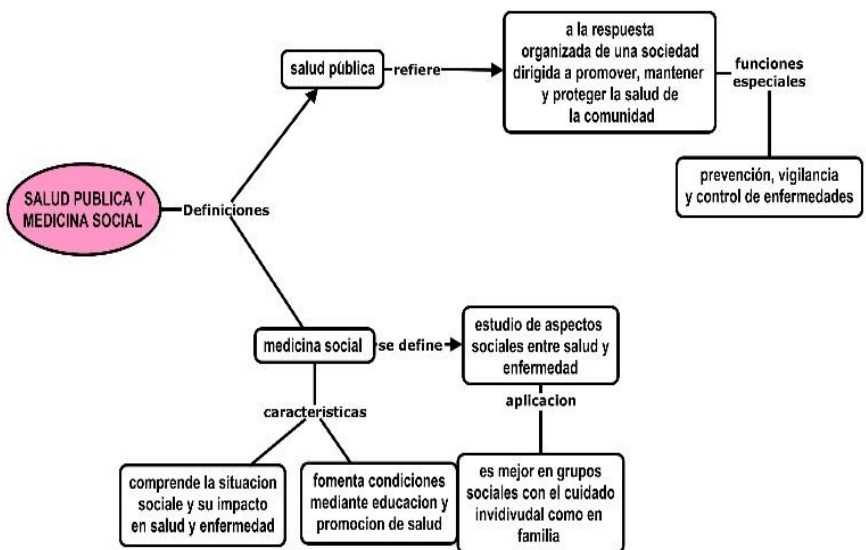 SALUD PUBLICA Y
MEDICINA SOCIAL
Definiciones
salud pública
refiere
a la respuesta
organizada de una sociedad
dirigida a promover, mantener
y proteger la salud de
la comunidad
funciones
especiales
prevención, vigilancia
y control de enfermedades
medicina social
se define
estudio de aspectos
sociales entre salud y
enfermedad
aplicacion
es mejor en grupos
sociales con el cuidado
invidivudal como en
familia
caracteristicas
comprende la situacion
sociale y su impacto
en salud y enfermedad
fomenta condiciones
mediante educacion y
promocion de salud